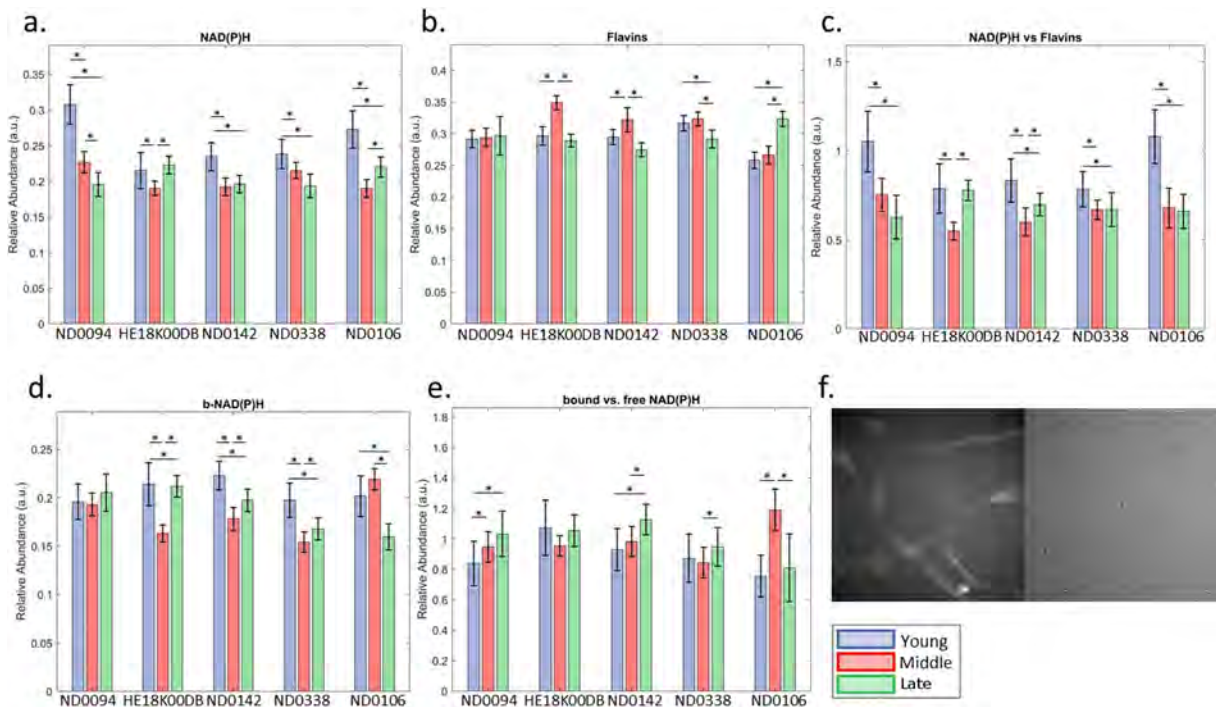 a.
NAD(P)H
Relative Abundance (a.u.)
0.35
0.3
0.25
0.2
0.15
0.1
0.05
0
* * * * * * * * * * * *
ND0094 HE18K00DB ND0142 ND0338 ND0106
b.
Flavins
Relative Abundance (a.u.)
0.4
0.35
0.3
0.25
0.2
0.15
0.1
0.05
0
* * * * * * * *
ND0094 HE18K00DB ND0142 ND0338 ND0106
c.
NAD(P)H vs Flavins
Relative Abundance (a.u.)
1.5
1
0.5
0
* * * * * * * * * * *
ND0094 HE18K00DB ND0142 ND0338 ND0106
d.
b-NAD(P)H
Relative Abundance (a.u.)
0.25
0.2
0.15
0.1
0.05
0
* * * * * * * * * * *
ND0094 HE18K00DB ND0142 ND0338 ND0106
e.
bound vs. free NAD(P)H
Relative Abundance (a.u.)
1.8
1.6
1.4
1.2
1
0.8
0.6
0.4
0.2
0
* * * * * * *
ND0094 HE18K00DB ND0142 ND0338 ND0106
f.
Young
Middle
Late